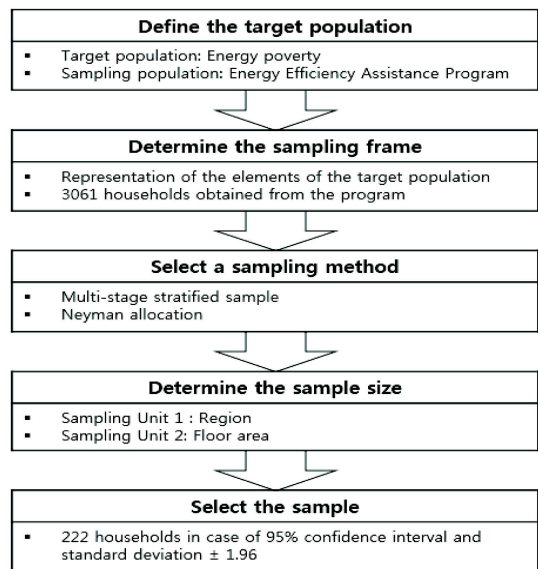 Define the target population
▪ Target population: Energy poverty
▪ Sampling population: Energy Efficiency Assistance Program
Determine the sampling frame
▪ Representation of the elements of the target population
▪ 3061 households obtained from the program
Select a sampling method
▪ Multi-stage stratified sample
▪ Neyman allocation
Determine the sample size
▪ Sampling Unit 1 : Region
▪ Sampling Unit 2: Floor area
Select the sample
▪ 222 households in case of 95% confidence interval and
standard deviation ± 1.96